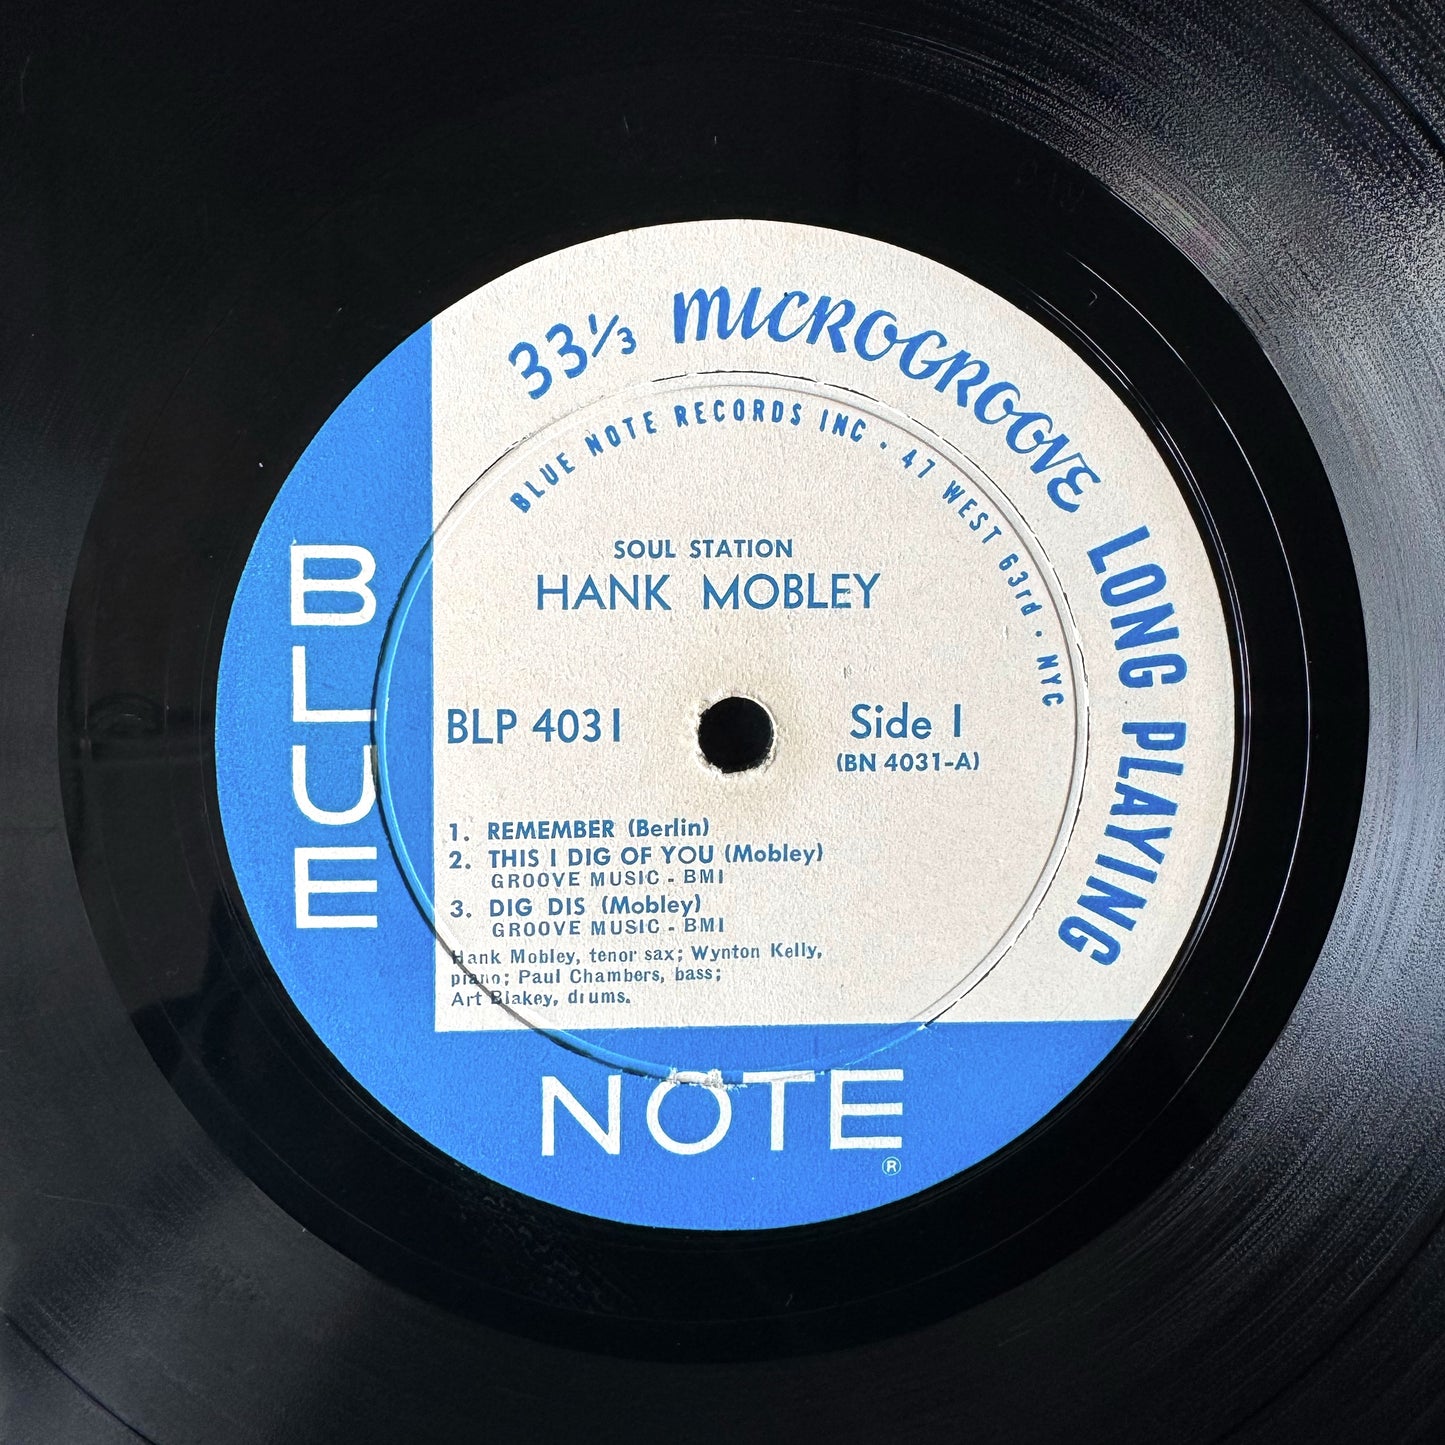 33⅓ MICROGROOVE LONG PLAYING
BLUE NOTE RECORDS INC · 47 WEST 63rd · NYC
SOUL STATION
HANK MOBLEY
BLP 4031
Side 1
(BN 4031-A)
1. REMEMBER (Berlin)
2. THIS I DIG OF YOU (Mobley)
GROOVE MUSIC - BMI
3. DIG DIS (Mobley)
GROOVE MUSIC - BMI
Hank Mobley, tenor sax; Wynton Kelly,
piano; Paul Chambers, bass;
Art Blakey, drums.
BLUE
NOTE
®